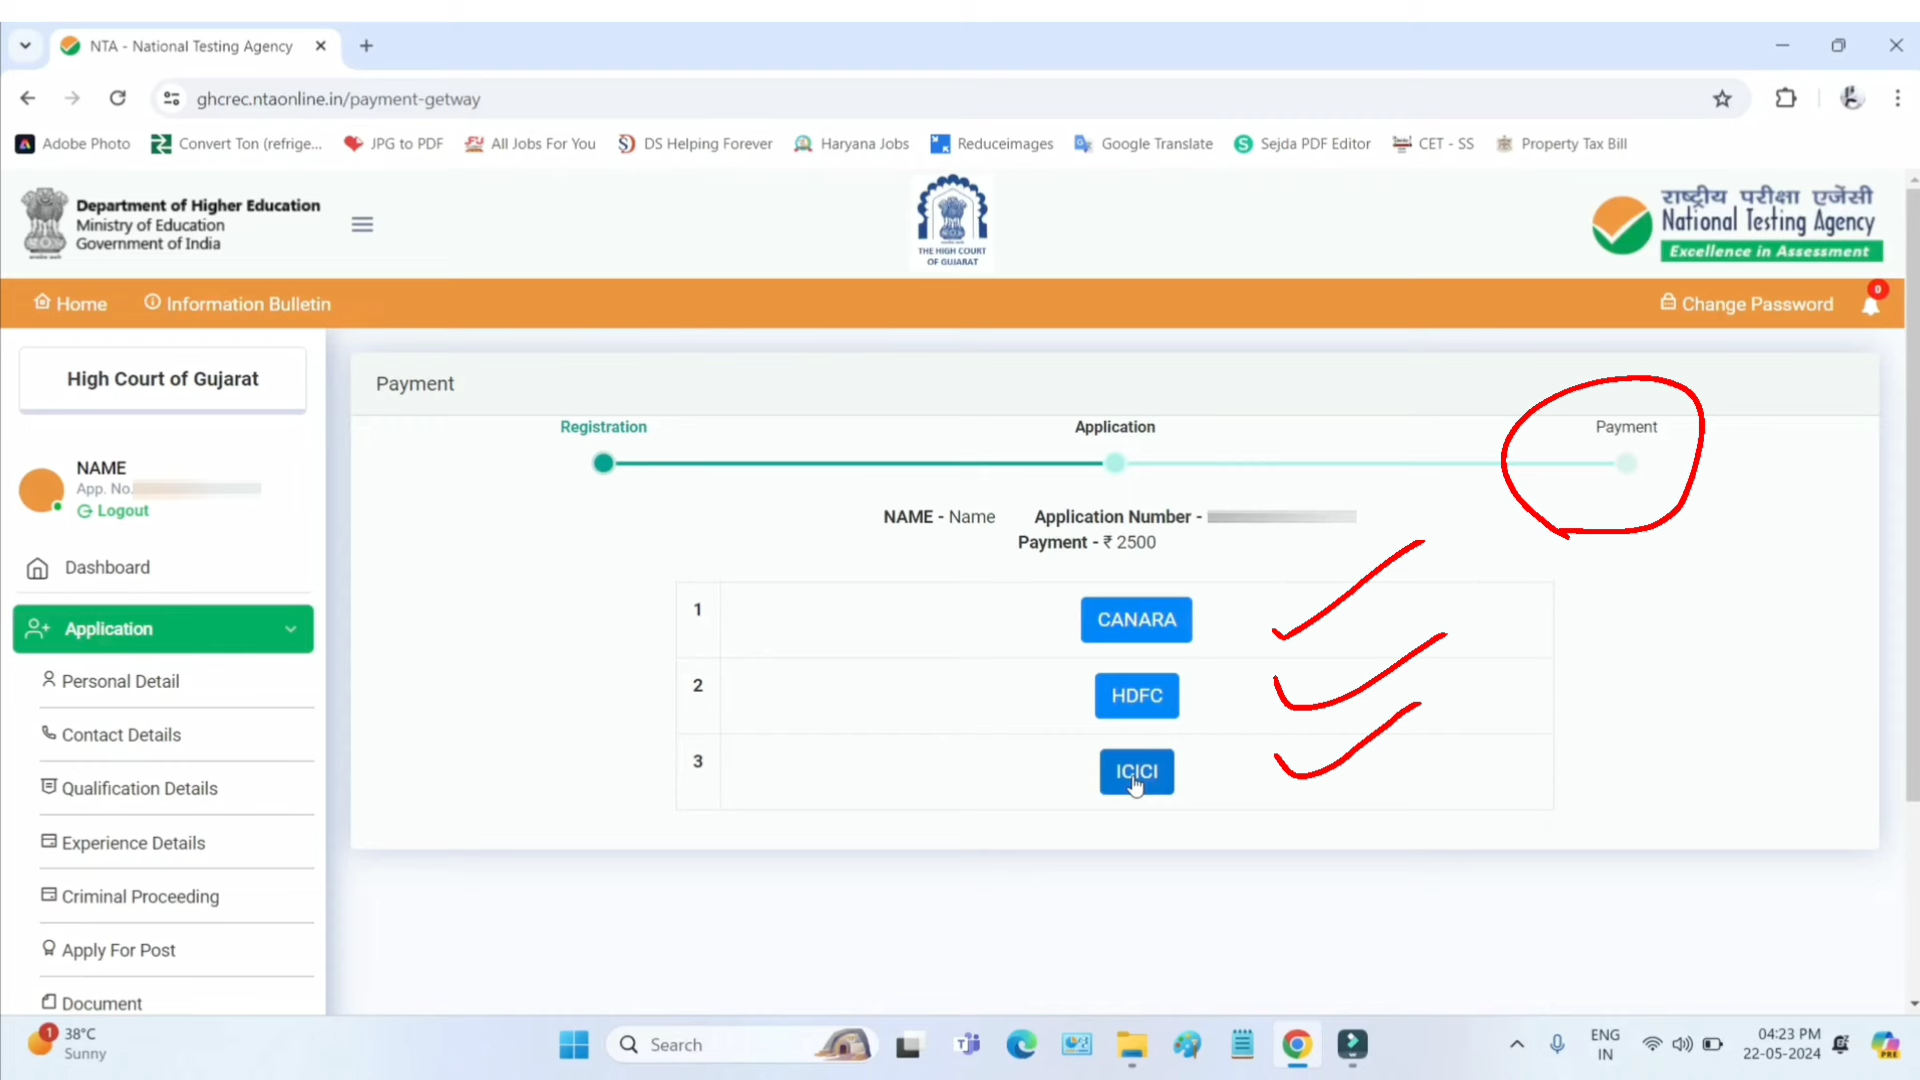 NTA - National Testing Agency
ghcrec.ntaonline.in/payment-getway
Adobe Photo
Convert Ton (refrige...
JPG to PDF
All Jobs For You
DS Helping Forever
Haryana Jobs
Reduceimages
Google Translate
Sejda PDF Editor
CET - SS
Property Tax Bill
Department of Higher Education
Ministry of Education
Government of India
THE HIGH COURT
OF GUJARAT
राष्ट्रीय परीक्षा एजेंसी
National Testing Agency
Excellence in Assessment
Home
Information Bulletin
Change Password
0
High Court of Gujarat
NAME
App. No.
Logout
Dashboard
Application
Personal Detail
Contact Details
Qualification Details
Experience Details
Criminal Proceeding
Apply For Post
Document
Payment
Registration
Application
Payment
NAME - Name Application Number -
Payment - ₹ 2500
1 CANARA
2 HDFC
3 ICICI
1
38°C
Sunny
Search
ENG
IN
04:23 PM
22-05-2024
PRE